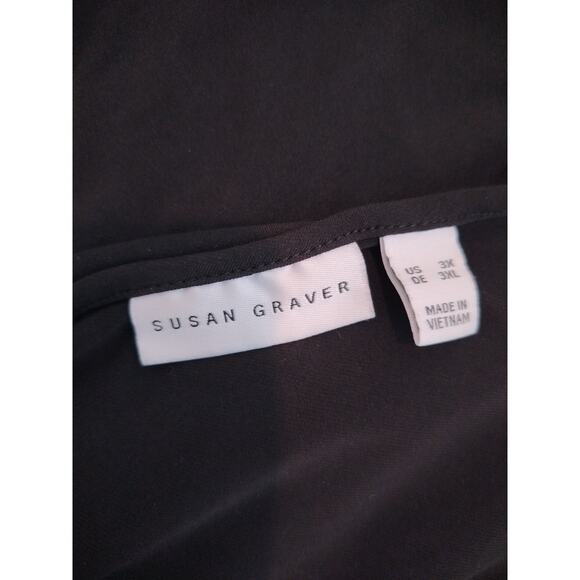 SUSAN GRAVER
US 3X
DE 3XL
MADE IN
VIETNAM